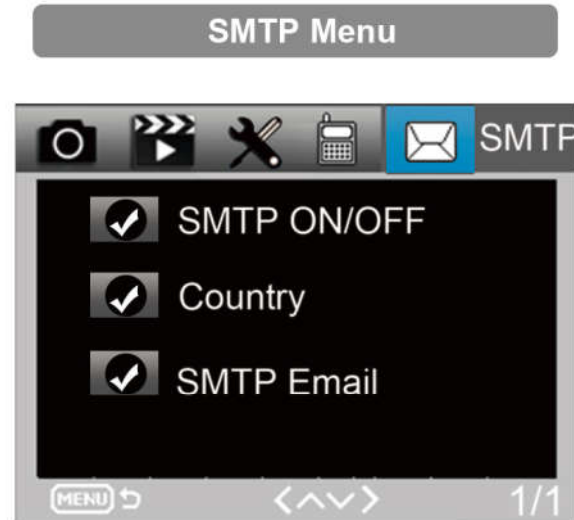 SMTP Menu
SMTP
SMTP ON/OFF
Country
SMTP Email
MENU
1/1